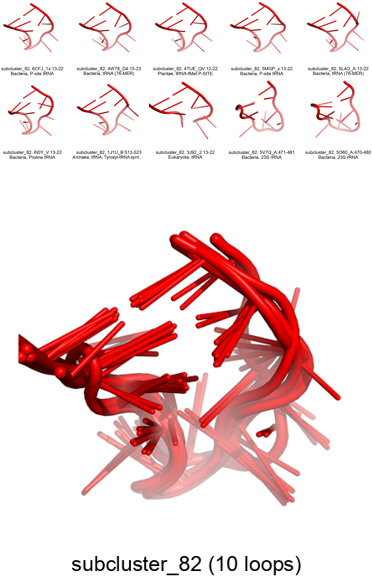 subcluster_82, 6CFJ_1x:13-22 subcluster_82, 4WT8_D4:13-23 subcluster_82, 4TUE_QV:12-22 subcluster_82, 5MGP_x:13-22 subcluster_82, 5L4O_A:13-22
Bacteria, P-site tRNA Bacteria, tRNA (76-MER) Plantae, tRNA-fMet P-SITE Bacteria, P-site tRNA Bacteria, tRNA (76-MER)
subcluster_82, 6I0Y_V:13-22 subcluster_82, 1J1U_B:513-523 subcluster_82, 3J92_2:13-22 subcluster_82, 5V7Q_A:471-481 subcluster_82, 5O60_A:470-480
Bacteria, Proline tRNA Archaea, tRNA, Tyrosyl-tRNA synt... Eukaryota, tRNA Bacteria, 23S rRNA Bacteria, 23S rRNA
subcluster_82 (10 loops)